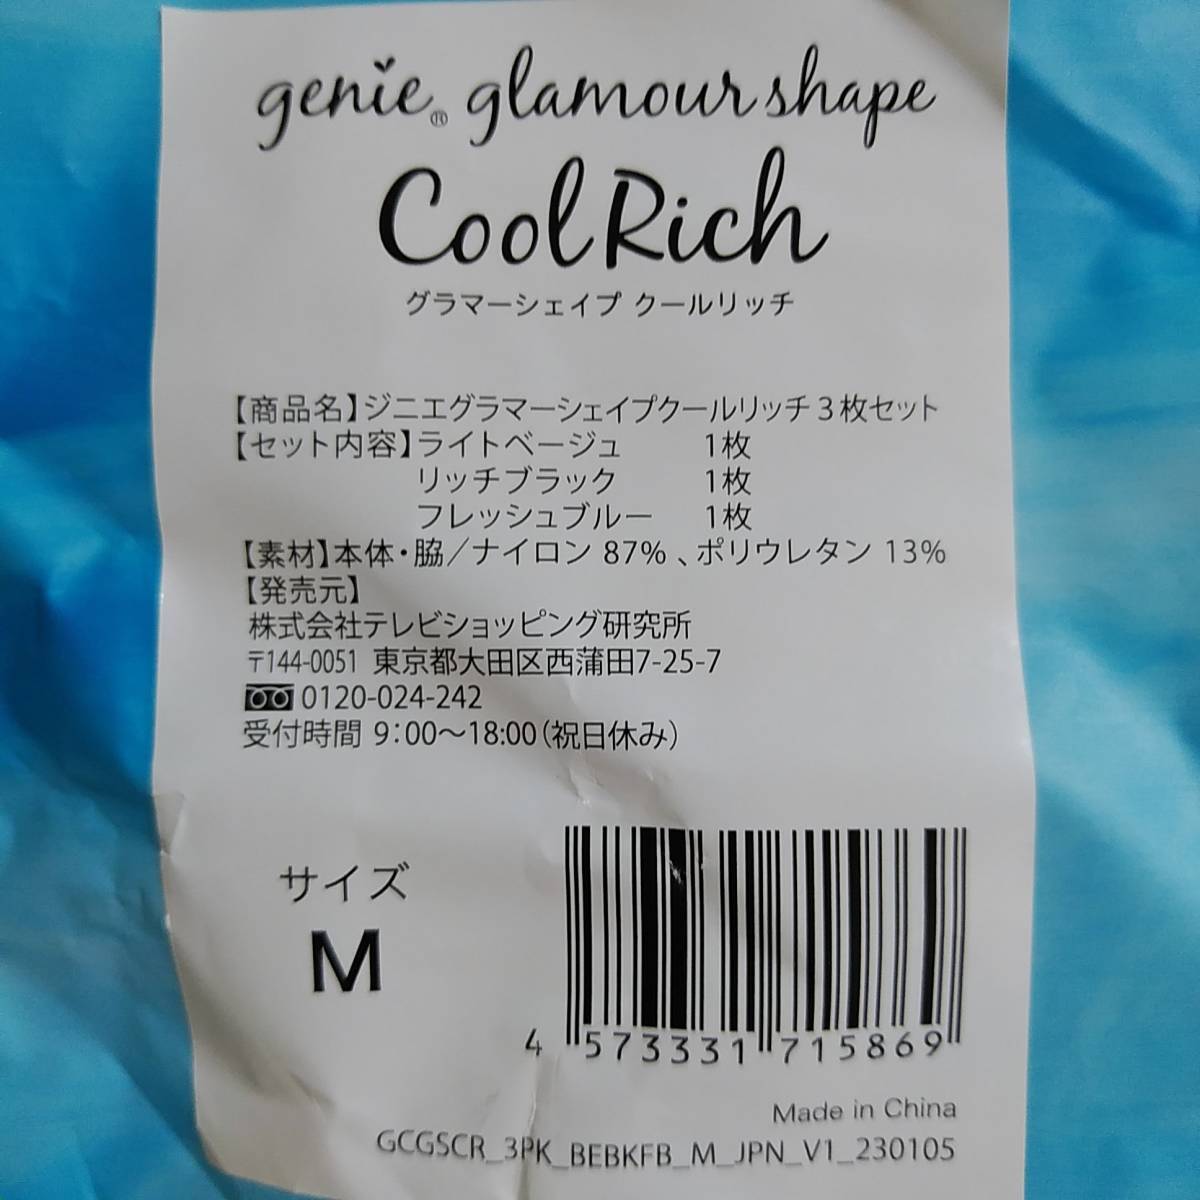 genie® glamour shape
Cool Rich
グラマーシェイプ クールリッチ
【商品名】ジニエグラマーシェイプクールリッチ３枚セット
【セット内容】ライトベージュ 1枚
リッチブラック 1枚
フレッシュブルー 1枚
【素材】本体・脇／ナイロン 87% 、ポリウレタン 13%
【発売元】
株式会社テレビショッピング研究所
〒144-0051 東京都大田区西蒲田7-25-7
0120-024-242
受付時間 9：00〜18:00（祝日休み）
サイズ
M
4 573331 715869
Made in China
GCGSCR_3PK_BEBKFB_M_JPN_V1_230105